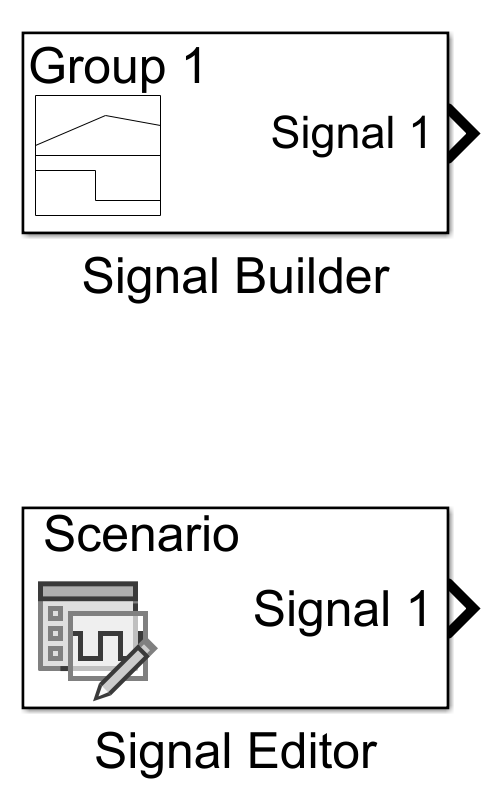 Group 1
Signal 1
Signal Builder
Scenario
Signal 1
Signal Editor